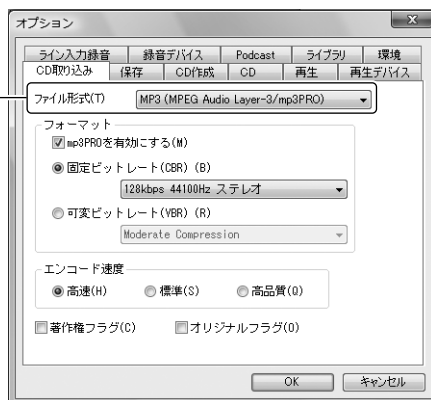 オプション
ライン入力録音 録音デバイス Podcast ライブラリ 環境
CD取り込み 保存 CD作成 CD 再生 再生デバイス
ファイル形式(T) MP3 (MPEG Audio Layer-3/mp3PRO)
フォーマット
mp3PROを有効にする(M)
固定ビットレート(CBR) (B)
128kbps 44100Hz ステレオ
可変ビットレート(VBR) (R)
Moderate Compression
エンコード速度
高速(H) 標準(S) 高品質(Q)
著作権フラグ(C) オリジナルフラグ(O)
OK キャンセル